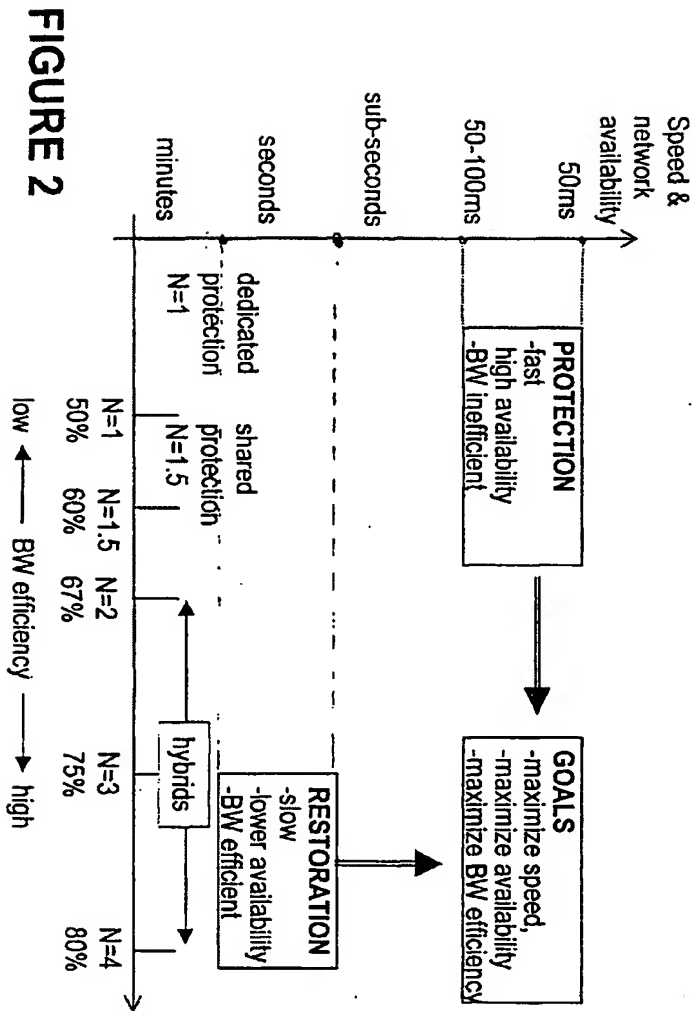 Speed &
network
availability
50ms
50-100ms
sub-seconds
seconds
minutes
PROTECTION
-fast
high availability
-BW inefficient
GOALS
-maximize speed,
-maximize availability
-maximize BW efficiency
RESTORATION
-slow
-lower availability
-BW efficient
dedicated
protection
N=1
shared
protection
N=1.5
hybrids
N=1
50%
N=1.5
60%
N=2
67%
N=3
75%
N=4
80%
low BW efficiency high
FIGURE 2